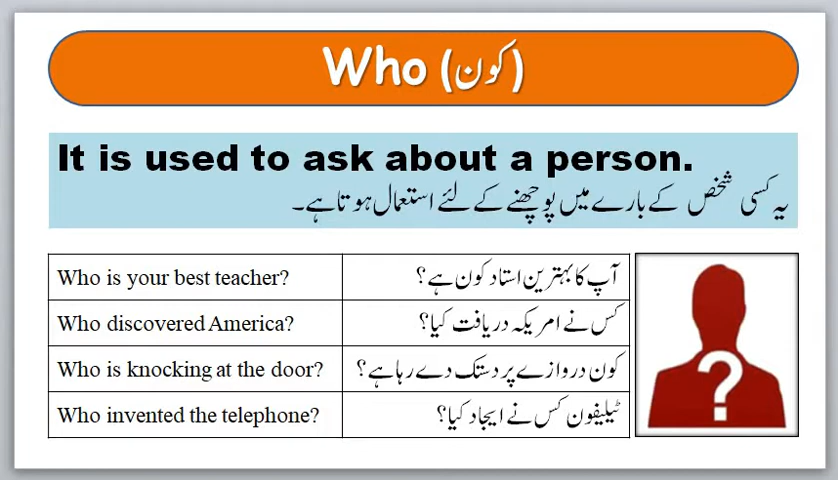 Who (کون)
It is used to ask about a person.
یہ کسی شخص کے بارے میں پوچھنے کے لئے استعمال ہوتا ہے۔
Who is your best teacher? آپ کا بہترین استاد کون ہے؟
Who discovered America? کس نے امریکہ دریافت کیا؟
Who is knocking at the door? کون دروازے پر دستک دے رہا ہے؟
Who invented the telephone? ٹیلیفون کس نے ایجاد کیا؟
?